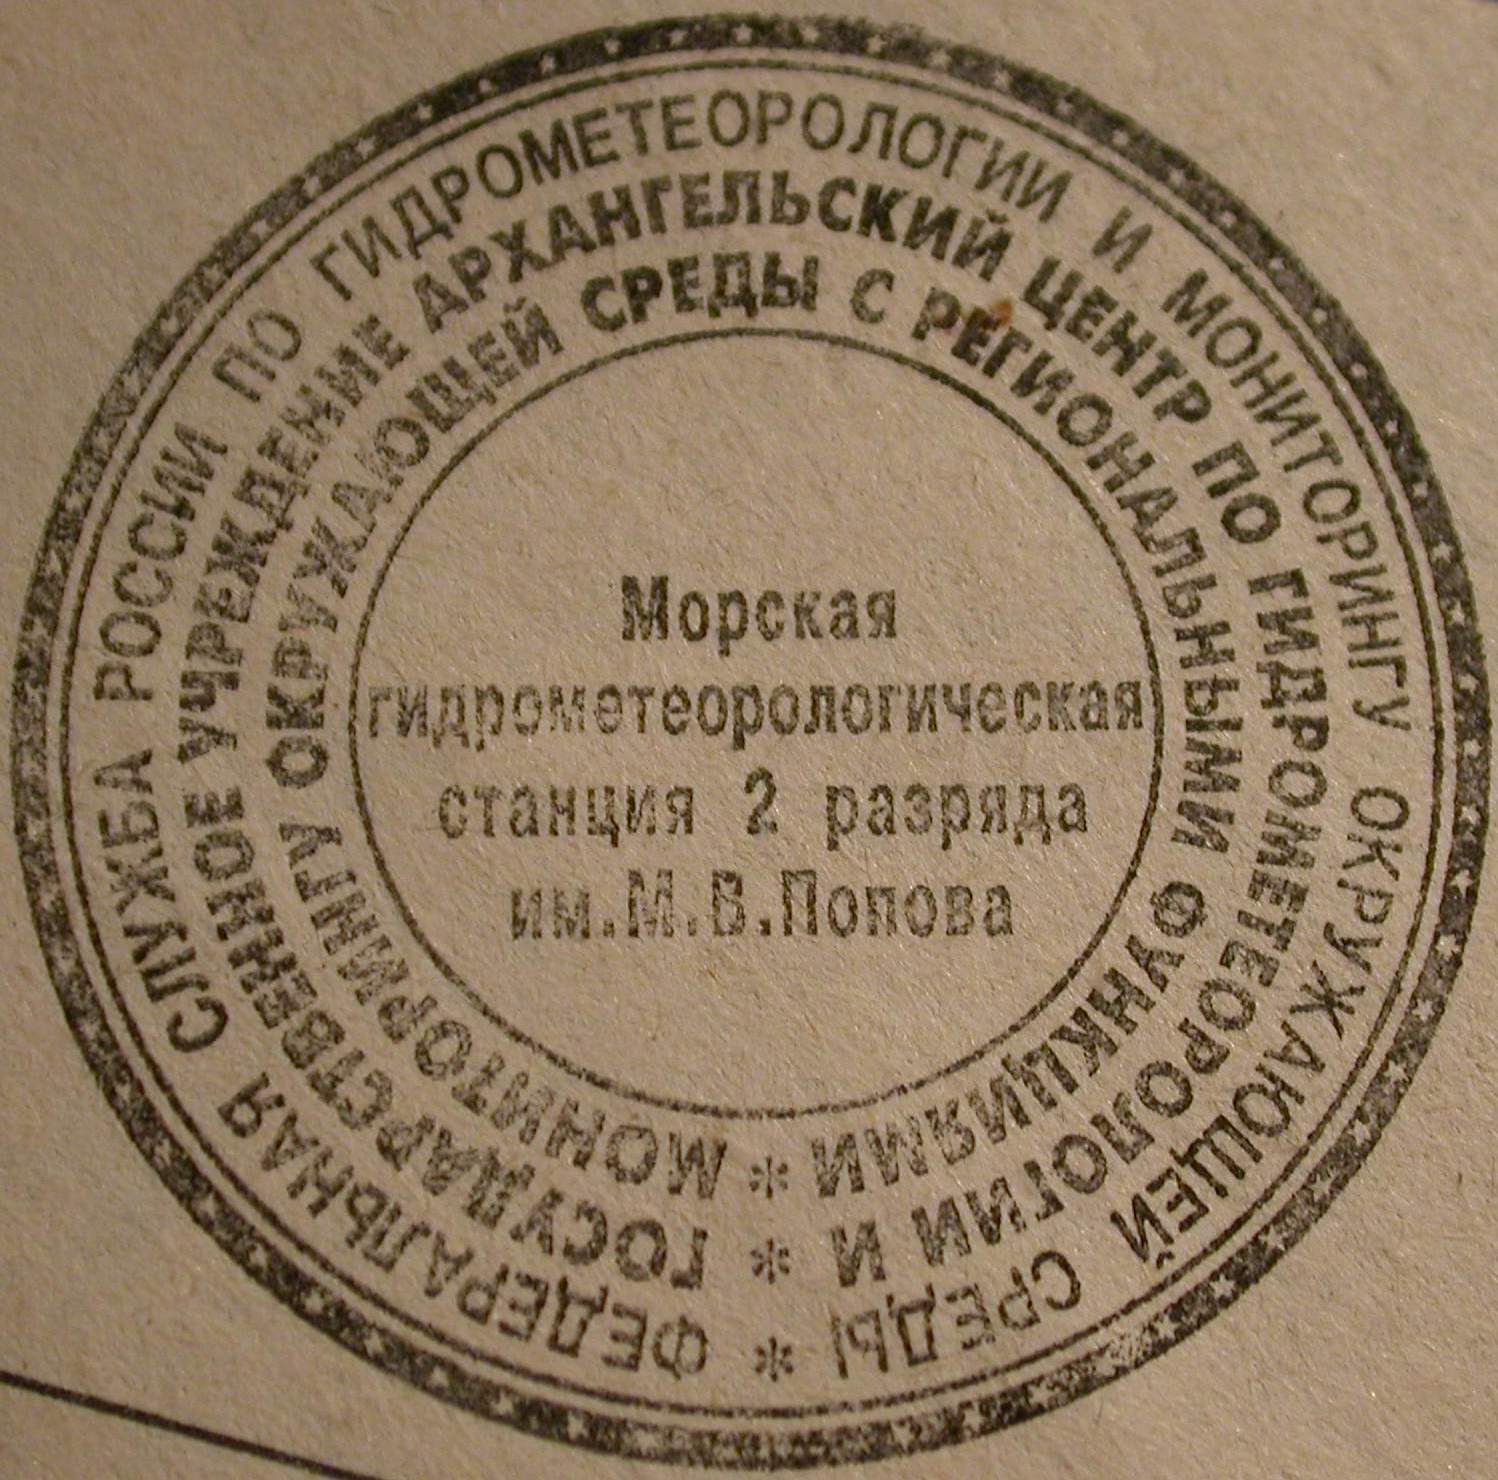 ФЕДЕРАЛЬНАЯ СЛУЖБА РОССИИ ПО ГИДРОМЕТЕОРОЛОГИИ И МОНИТОРИНГУ ОКРУЖАЮЩЕЙ СРЕДЫ *
ГОСУДАРСТВЕННОЕ УЧРЕЖДЕНИЕ АРХАНГЕЛЬСКИЙ ЦЕНТР ПО ГИДРОМЕТЕОРОЛОГИИ И *
МОНИТОРИНГУ ОКРУЖАЮЩЕЙ СРЕДЫ С РЕГИОНАЛЬНЫМИ ФУНКЦИЯМИ *
Морская
гидрометеорологическая
станция 2 разряда
им.М.В.Попова